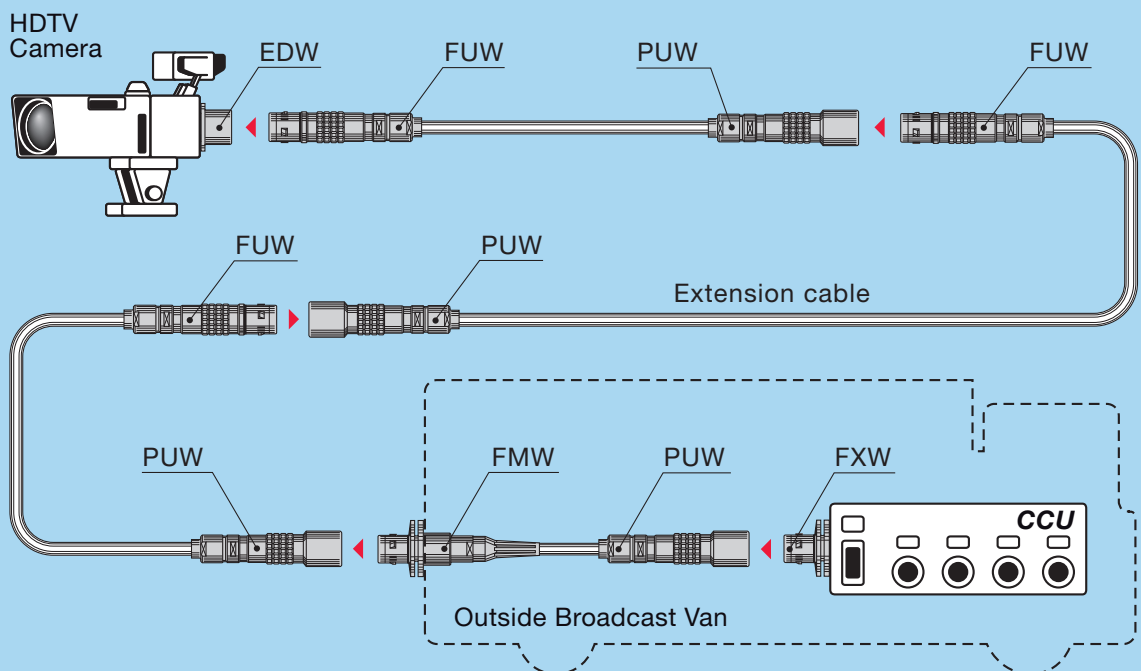 HDTV
Camera
EDW
FUW
PUW
FUW
FUW
PUW
Extension cable
PUW
FMW
PUW
FXW
CCU
Outside Broadcast Van